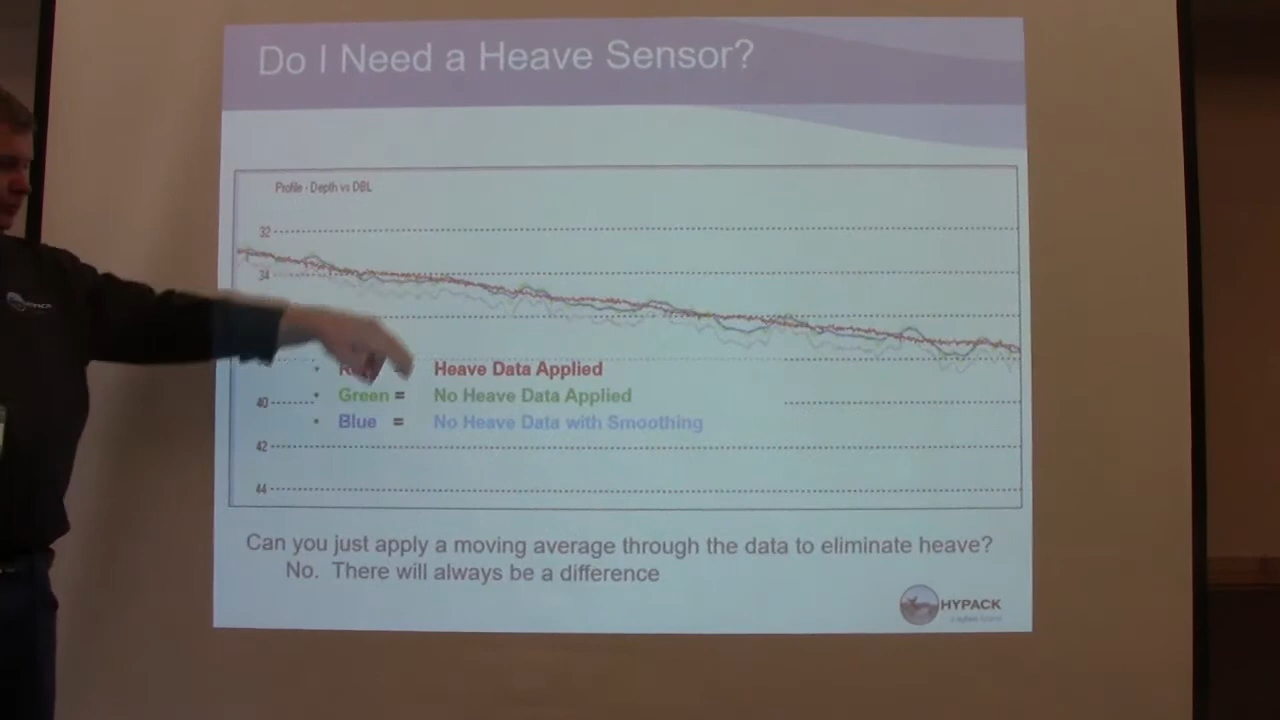 Do I Need a Heave Sensor?
Profile - Depth vs DBL
32
34
Heave Data Applied
Green = No Heave Data Applied
40
Blue = No Heave Data with Smoothing
42
44
Can you just apply a moving average through the data to eliminate heave?
No. There will always be a difference
HYPACK